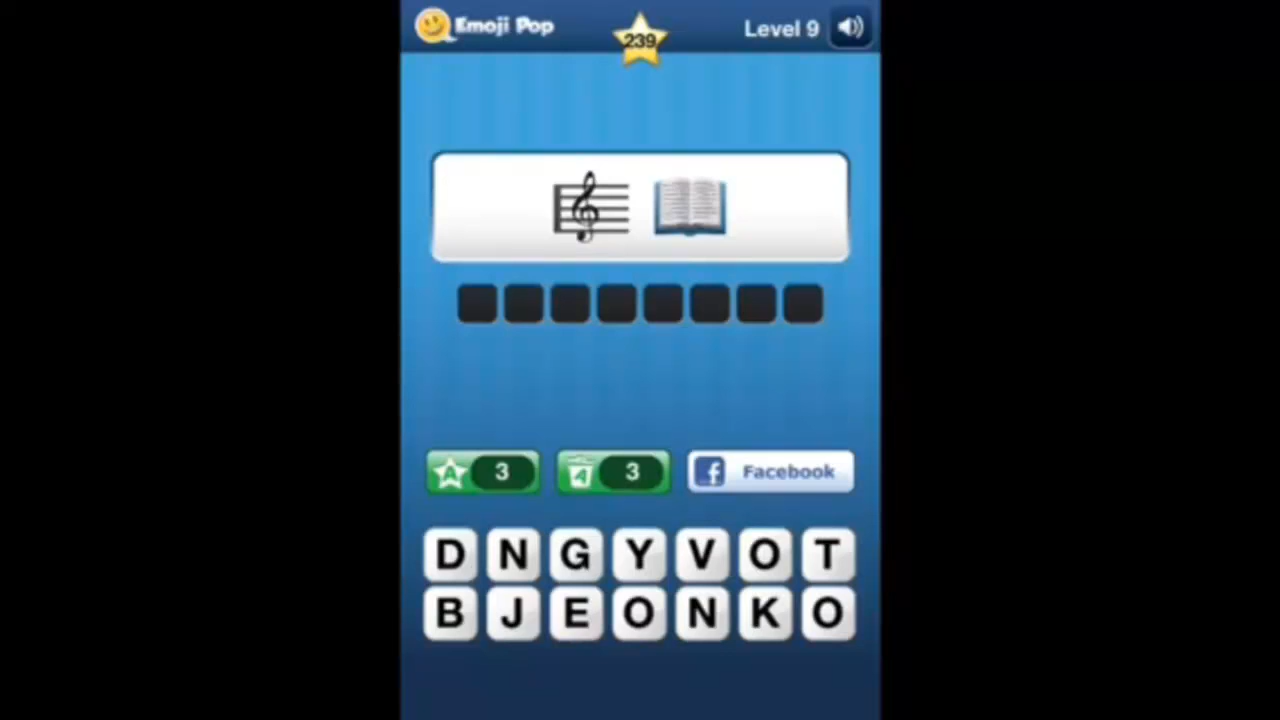 Emoji Pop
239
Level 9
A 3
A 3
f Facebook
D N G Y V O T
B J E O N K O